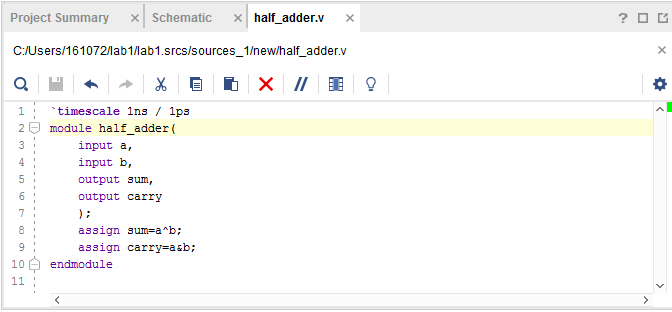 Project Summary × Schematic × half_adder.v × ?
C:/Users/161072/lab1/lab1.srcs/sources_1/new/half_adder.v ×
1 `timescale 1ns / 1ps
2 module half_adder(
3 input a,
4 input b,
5 output sum,
6 output carry
7 );
8 assign sum=a^b;
9 assign carry=a&b;
10 endmodule
11